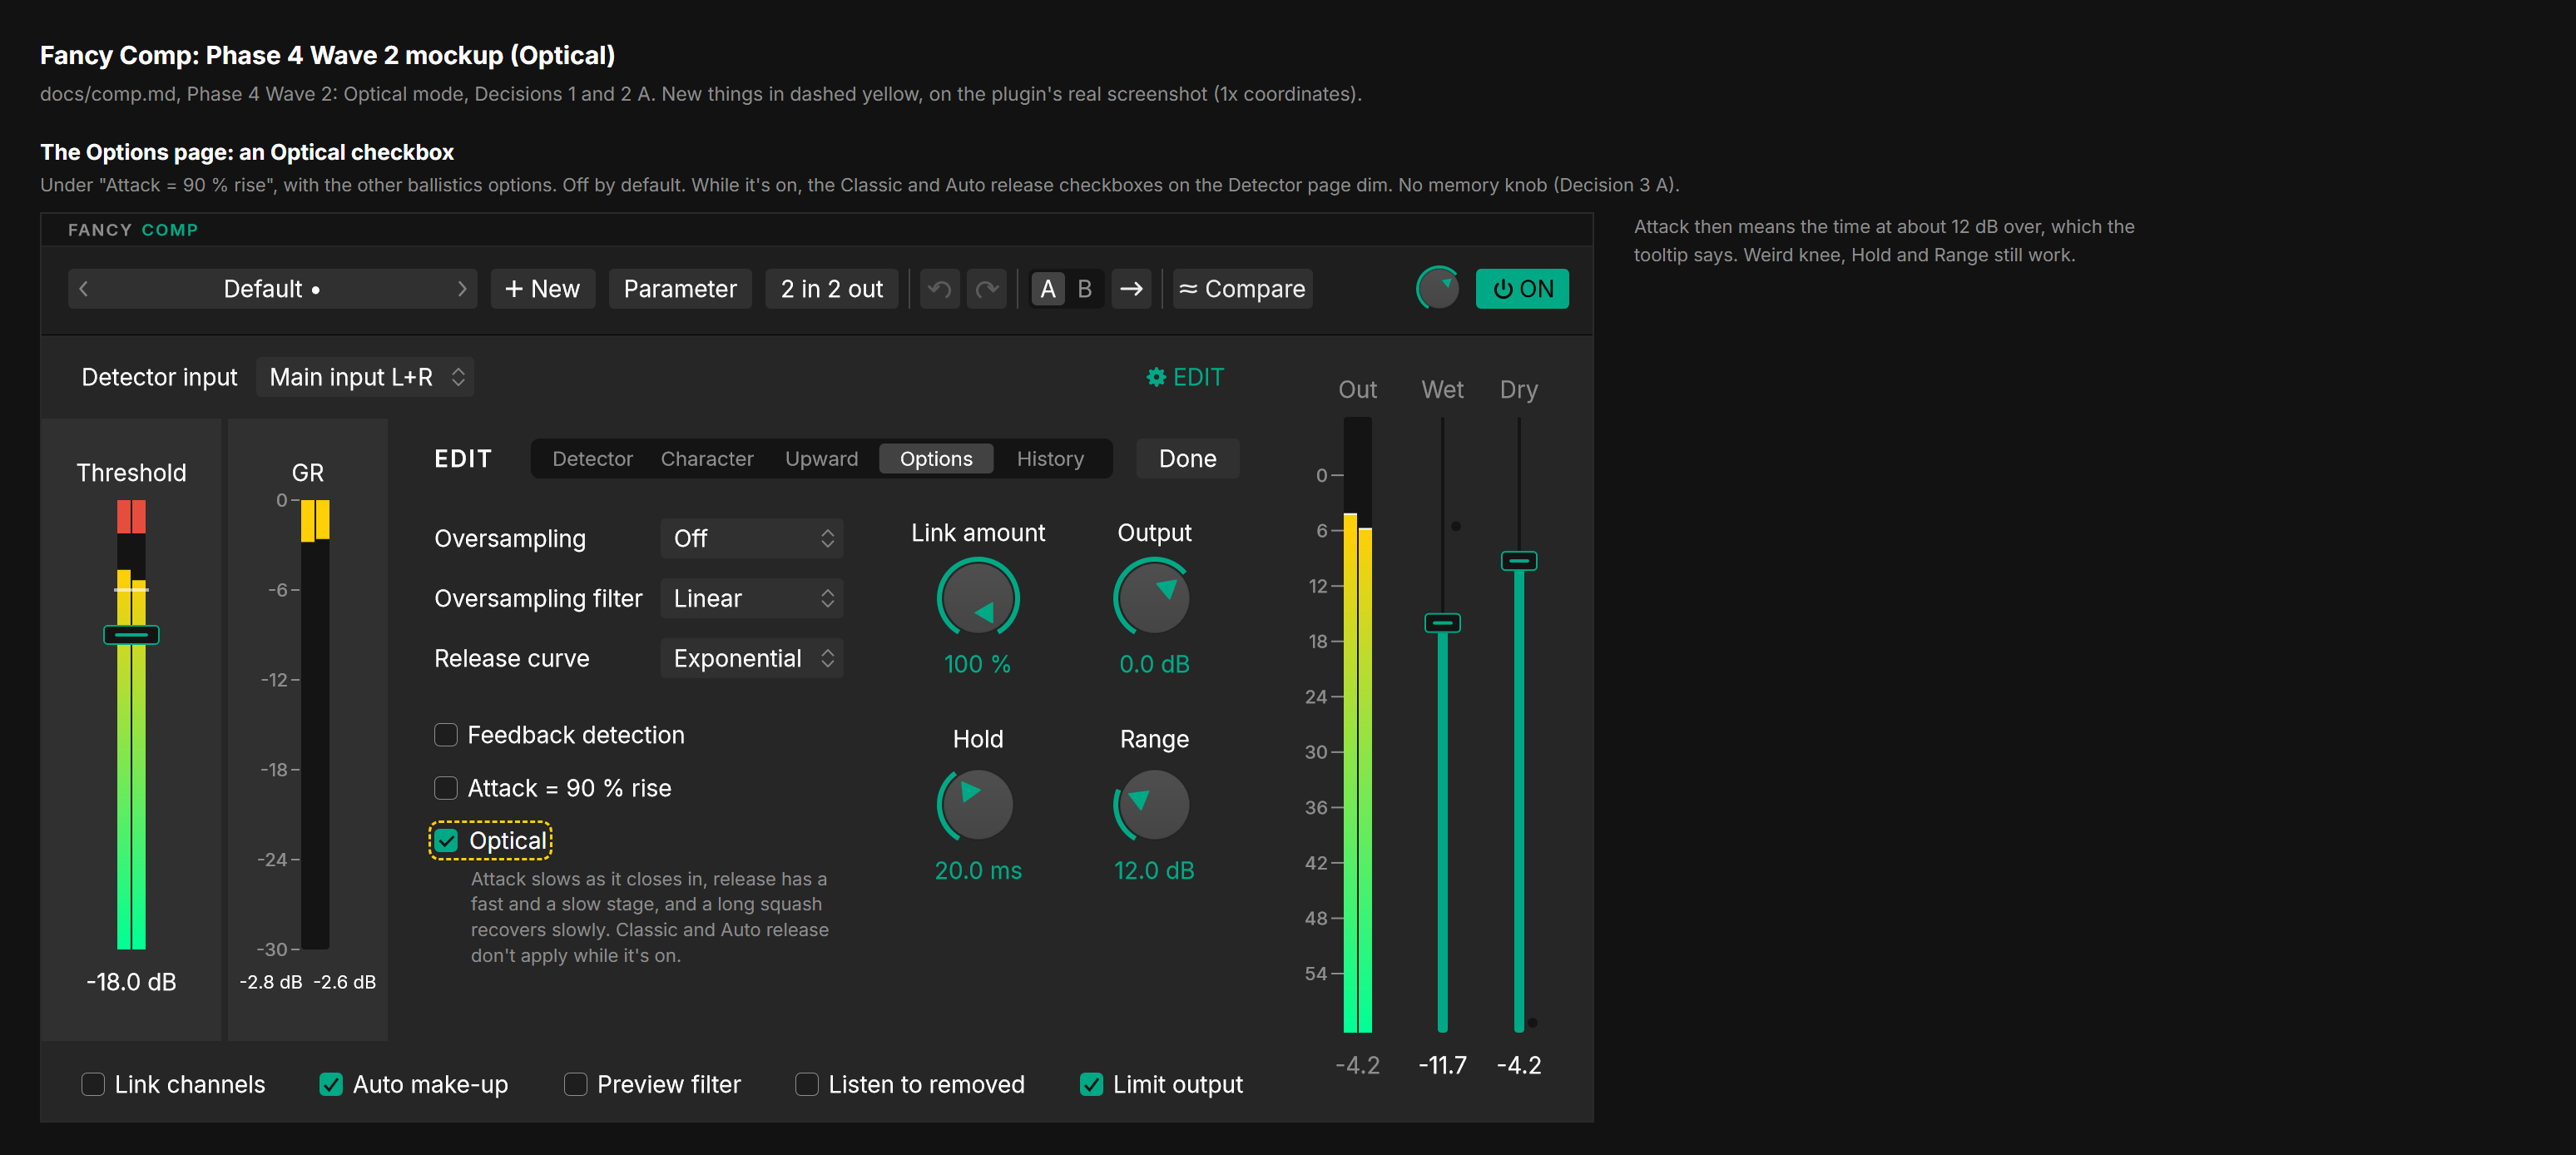 Fancy Comp: Phase 4 Wave 2 mockup (Optical)
docs/comp.md, Phase 4 Wave 2: Optical mode, Decisions 1 and 2 A. New things in dashed yellow, on the plugin's real screenshot (1x coordinates).
The Options page: an Optical checkbox
Under "Attack = 90 % rise", with the other ballistics options. Off by default. While it's on, the Classic and Auto release checkboxes on the Detector page dim. No memory knob (Decision 3 A).
FANCY COMP
Attack then means the time at about 12 dB over, which the
tooltip says. Weird knee, Hold and Range still work.
Default •
+ New
Parameter
2 in 2 out
A B
→
≈ Compare
ON
Detector input
Main input L+R
EDIT
Out
Wet
Dry
Threshold
-18.0 dB
GR
0
-6
-12
-18
-24
-30
-2.8 dB -2.6 dB
EDIT
Detector
Character
Upward
Options
History
Done
Oversampling
Off
Oversampling filter
Linear
Release curve
Exponential
Feedback detection
Attack = 90 % rise
Optical
Attack slows as it closes in, release has a
fast and a slow stage, and a long squash
recovers slowly. Classic and Auto release
don't apply while it's on.
Link amount
100 %
Output
0.0 dB
Hold
20.0 ms
Range
12.0 dB
0
6
12
18
24
30
36
42
48
54
-4.2
-11.7
-4.2
Link channels
Auto make-up
Preview filter
Listen to removed
Limit output